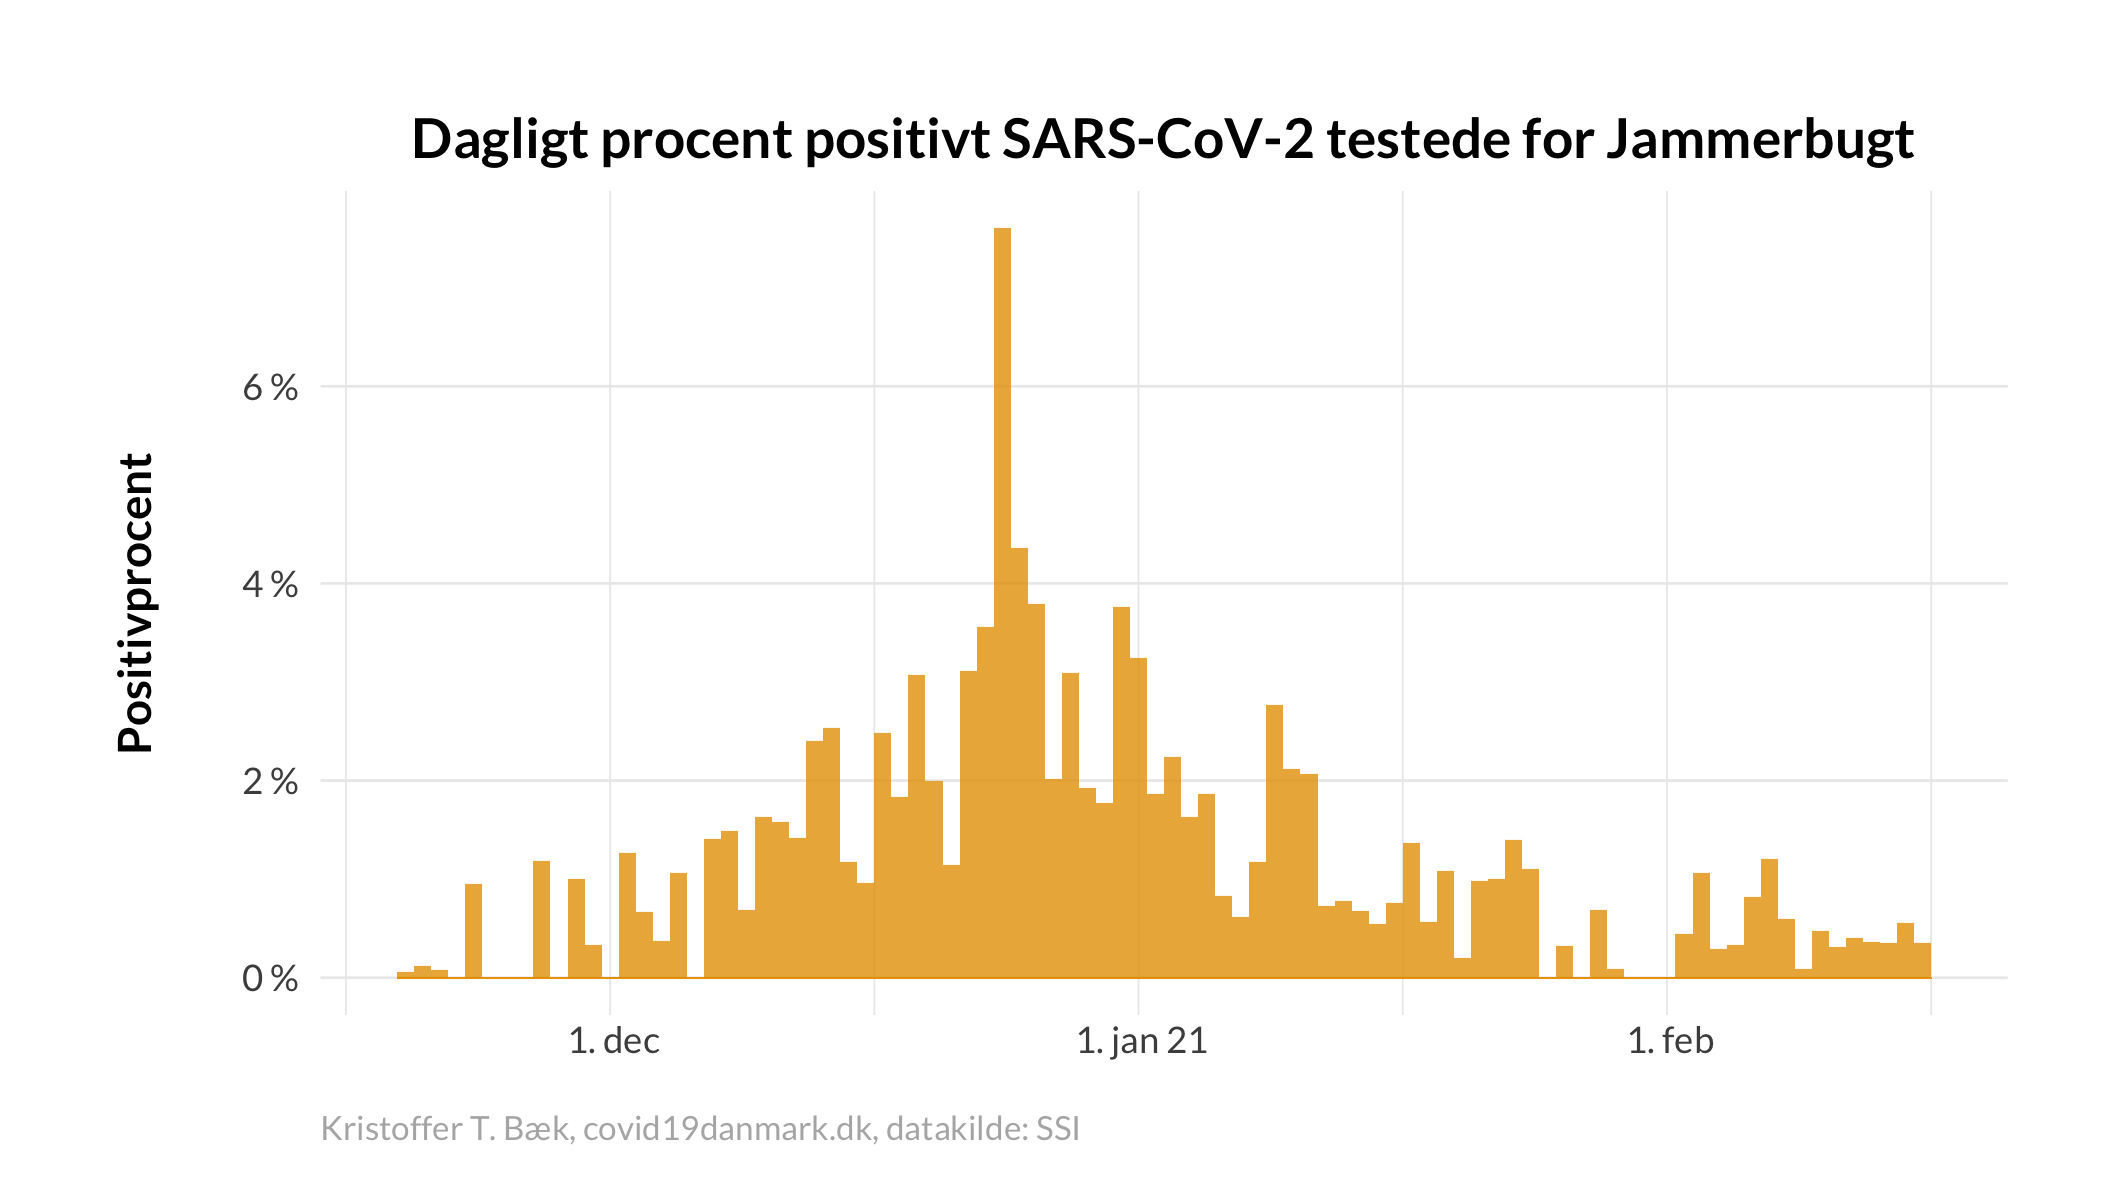 Dagligt procent positivt SARS-CoV-2 testede for Jammerbugt
Positivprocent
6 %
4 %
2 %
0 %
1. dec
1. jan 21
1. feb
Kristoffer T. Bæk, covid19danmark.dk, datakilde: SSI